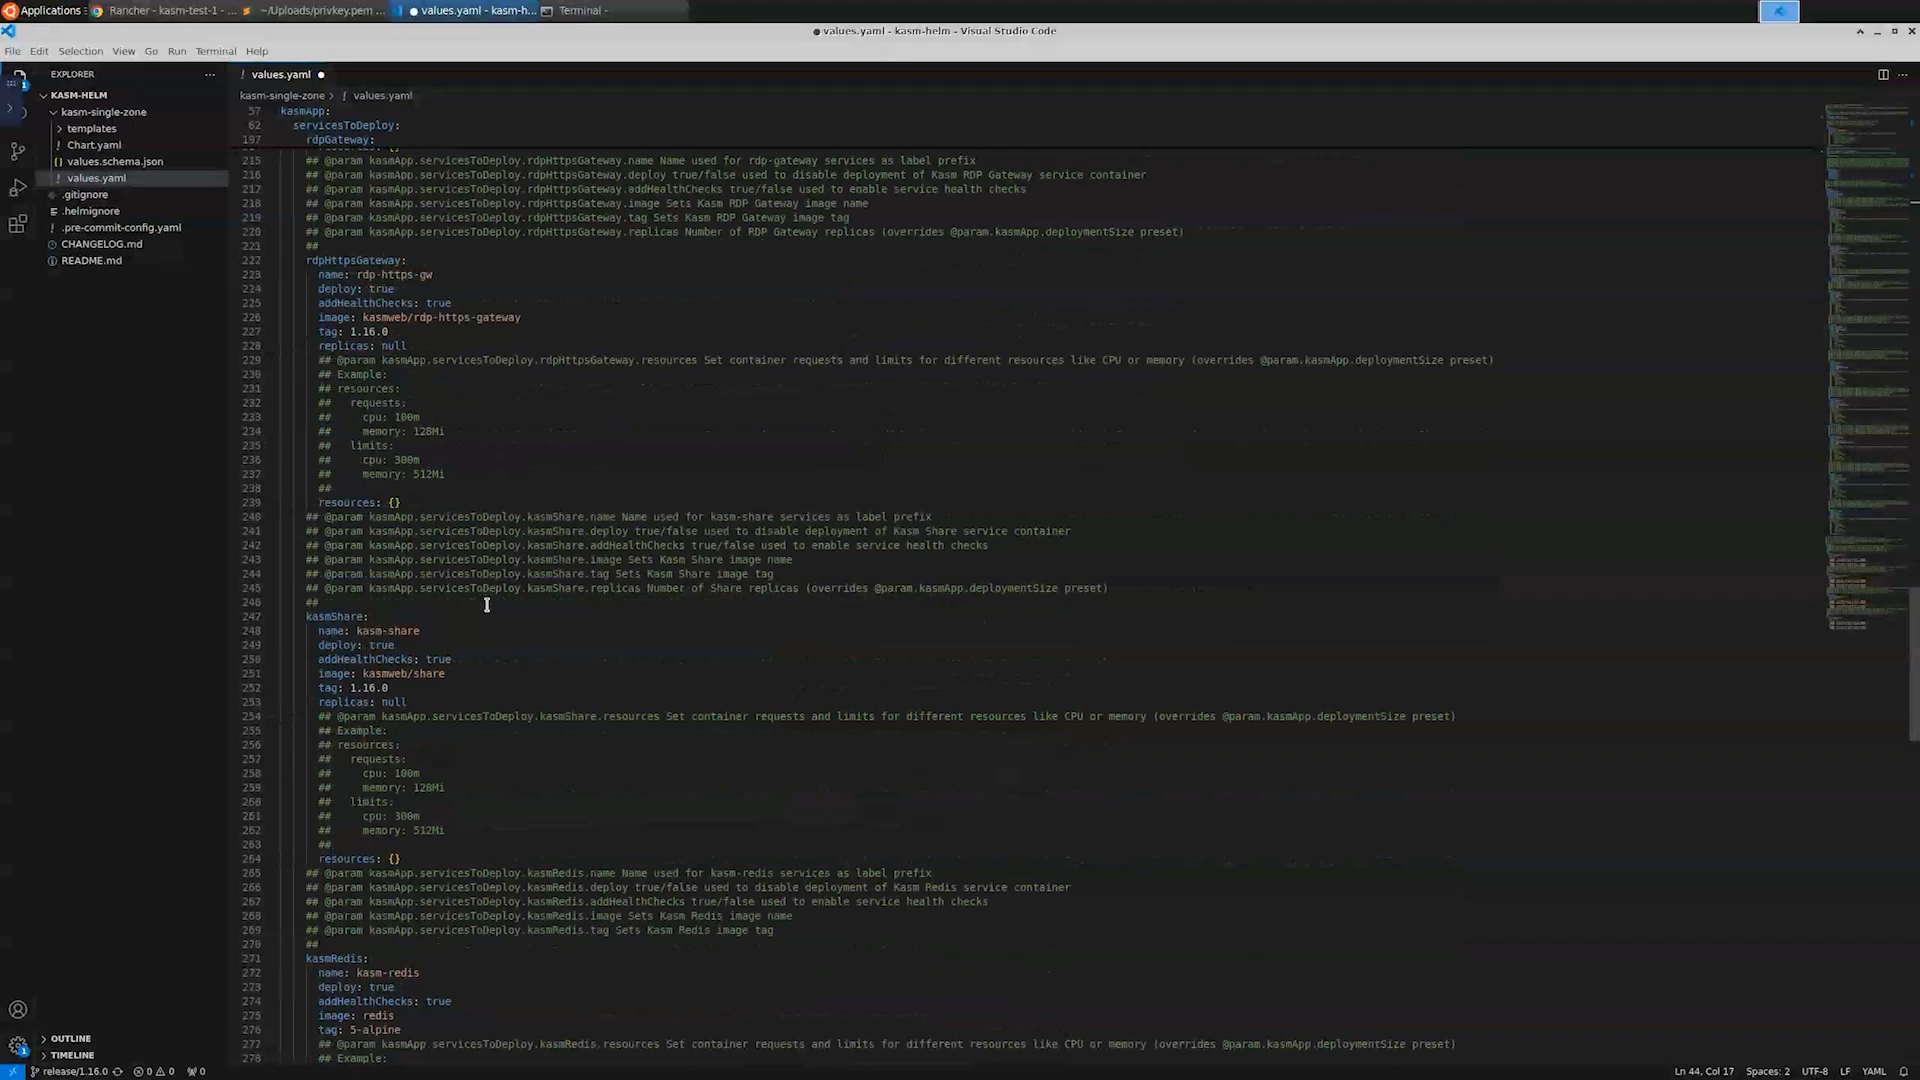 Applications
Rancher - kasm-test-1 - ...
~/Uploads/privkey.pem ...
values.yaml - kasm-h...
Terminal -
values.yaml - kasm-helm - Visual Studio Code
File Edit Selection View Go Run Terminal Help
EXPLORER
KASM-HELM
kasm-single-zone
templates
! Chart.yaml
{} values.schema.json
! values.yaml
.gitignore
.helmignore
! .pre-commit-config.yaml
CHANGELOG.md
README.md
OUTLINE
TIMELINE
! values.yaml
kasm-single-zone > ! values.yaml
57 kasmApp:
62 servicesToDeploy:
197 rdpGateway:
215 ## @param kasmApp.servicesToDeploy.rdpHttpsGateway.name Name used for rdp-gateway services as label prefix
216 ## @param kasmApp.servicesToDeploy.rdpHttpsGateway.deploy true/false used to disable deployment of Kasm RDP Gateway service container
217 ## @param kasmApp.servicesToDeploy.rdpHttpsGateway.addHealthChecks true/false used to enable service health checks
218 ## @param kasmApp.servicesToDeploy.rdpHttpsGateway.image Sets Kasm RDP Gateway image name
219 ## @param kasmApp.servicesToDeploy.rdpHttpsGateway.tag Sets Kasm RDP Gateway image tag
220 ## @param kasmApp.servicesToDeploy.rdpHttpsGateway.replicas Number of RDP Gateway replicas (overrides @param.kasmApp.deploymentSize preset)
221 ##
222 rdpHttpsGateway:
223 name: rdp-https-gw
224 deploy: true
225 addHealthChecks: true
226 image: kasmweb/rdp-https-gateway
227 tag: 1.16.0
228 replicas: null
229 ## @param kasmApp.servicesToDeploy.rdpHttpsGateway.resources Set container requests and limits for different resources like CPU or memory (overrides @param.kasmApp.deploymentSize preset)
230 ## Example:
231 ## resources:
232 ## requests:
233 ## cpu: 100m
234 ## memory: 128Mi
235 ## limits:
236 ## cpu: 300m
237 ## memory: 512Mi
238 ##
239 resources: {}
240 ## @param kasmApp.servicesToDeploy.kasmShare.name Name used for kasm-share services as label prefix
241 ## @param kasmApp.servicesToDeploy.kasmShare.deploy true/false used to disable deployment of Kasm Share service container
242 ## @param kasmApp.servicesToDeploy.kasmShare.addHealthChecks true/false used to enable service health checks
243 ## @param kasmApp.servicesToDeploy.kasmShare.image Sets Kasm Share image name
244 ## @param kasmApp.servicesToDeploy.kasmShare.tag Sets Kasm Share image tag
245 ## @param kasmApp.servicesToDeploy.kasmShare.replicas Number of Share replicas (overrides @param.kasmApp.deploymentSize preset)
246 ##
247 kasmShare:
248 name: kasm-share
249 deploy: true
250 addHealthChecks: true
251 image: kasmweb/share
252 tag: 1.16.0
253 replicas: null
254 ## @param kasmApp.servicesToDeploy.kasmShare.resources Set container requests and limits for different resources like CPU or memory (overrides @param.kasmApp.deploymentSize preset)
255 ## Example:
256 ## resources:
257 ## requests:
258 ## cpu: 100m
259 ## memory: 128Mi
260 ## limits:
261 ## cpu: 300m
262 ## memory: 512Mi
263 ##
264 resources: {}
265 ## @param kasmApp.servicesToDeploy.kasmRedis.name Name used for kasm-redis services as label prefix
266 ## @param kasmApp.servicesToDeploy.kasmRedis.deploy true/false used to disable deployment of Kasm Redis service container
267 ## @param kasmApp.servicesToDeploy.kasmRedis.addHealthChecks true/false used to enable service health checks
268 ## @param kasmApp.servicesToDeploy.kasmRedis.image Sets Kasm Redis image name
269 ## @param kasmApp.servicesToDeploy.kasmRedis.tag Sets Kasm Redis image tag
270 ##
271 kasmRedis:
272 name: kasm-redis
273 deploy: true
274 addHealthChecks: true
275 image: redis
276 tag: 5-alpine
277 ## @param kasmApp.servicesToDeploy.kasmRedis.resources Set container requests and limits for different resources like CPU or memory (overrides @param.kasmApp.deploymentSize preset)
278 ## Example:
release/1.16.0 0 0 0 Ln 44, Col 17 Spaces: 2 UTF-8 LF YAML